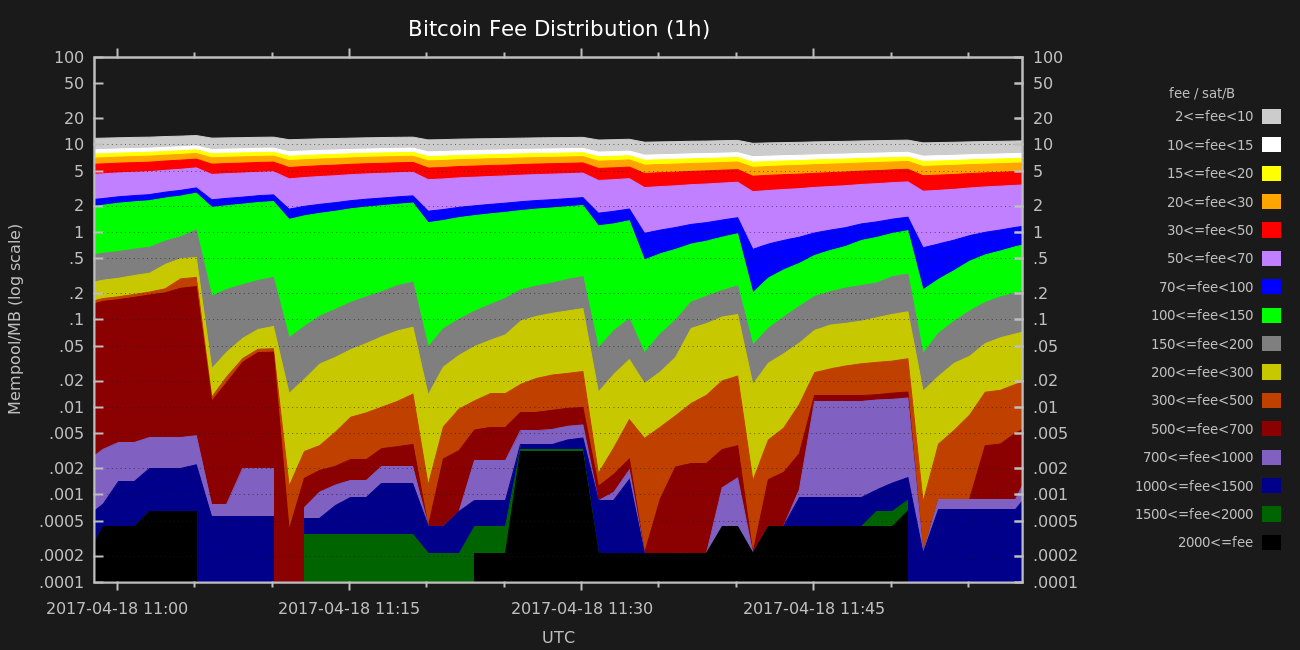 Bitcoin Fee Distribution (1h)
Mempool/MB (log scale)
100
50
20
10
5
2
1
.5
.2
.1
.05
.02
.01
.005
.002
.001
.0005
.0002
.0001
100
50
20
10
5
2
1
.5
.2
.1
.05
.02
.01
.005
.002
.001
.0005
.0002
.0001
2017-04-18 11:00
2017-04-18 11:15
2017-04-18 11:30
2017-04-18 11:45
UTC
fee / sat/B
2<=fee<10
10<=fee<15
15<=fee<20
20<=fee<30
30<=fee<50
50<=fee<70
70<=fee<100
100<=fee<150
150<=fee<200
200<=fee<300
300<=fee<500
500<=fee<700
700<=fee<1000
1000<=fee<1500
1500<=fee<2000
2000<=fee